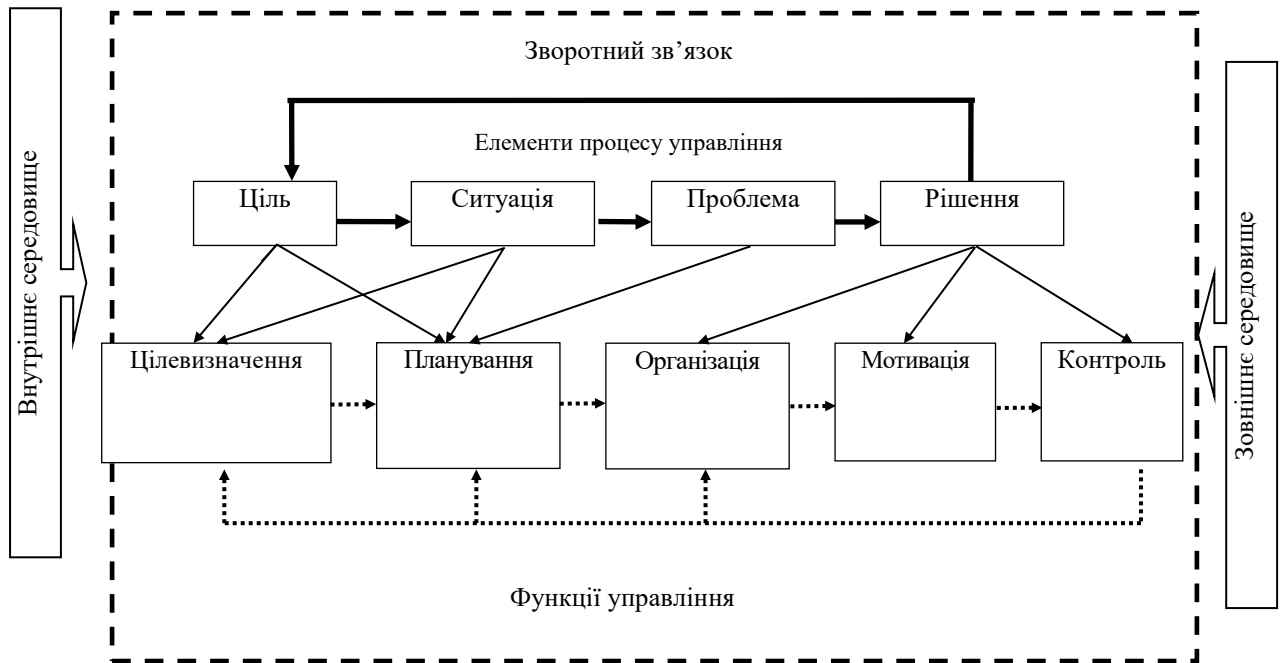 Зворотний зв’язок
Елементи процесу управління
Ціль
Ситуація
Проблема
Рішення
Внутрішнє середовище
Зовнішнє середовище
Цілевизначення
Планування
Організація
Мотивація
Контроль
Функції управління